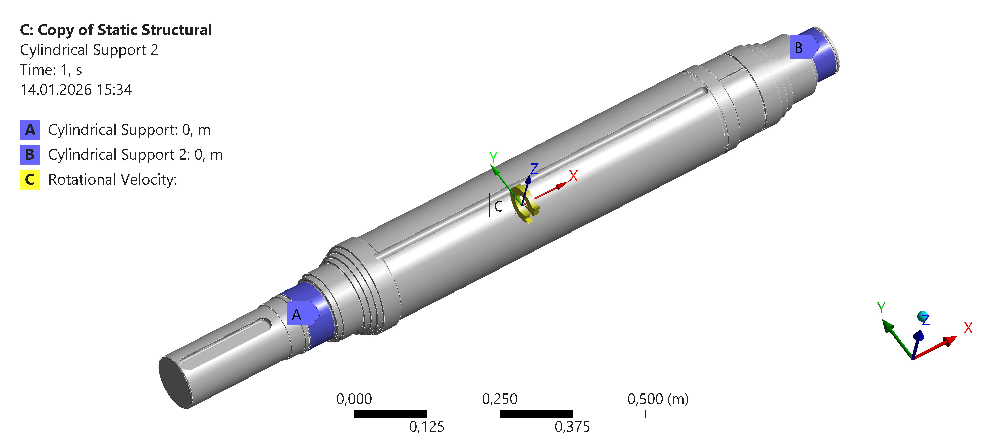 C: Copy of Static Structural
Cylindrical Support 2
Time: 1, s
14.01.2026 15:34
A Cylindrical Support: 0, m
B Cylindrical Support 2: 0, m
C Rotational Velocity:
B
Y
Z
X
C
A
Y
Z
X
0,000 0,250 0,500 (m)
0,125 0,375